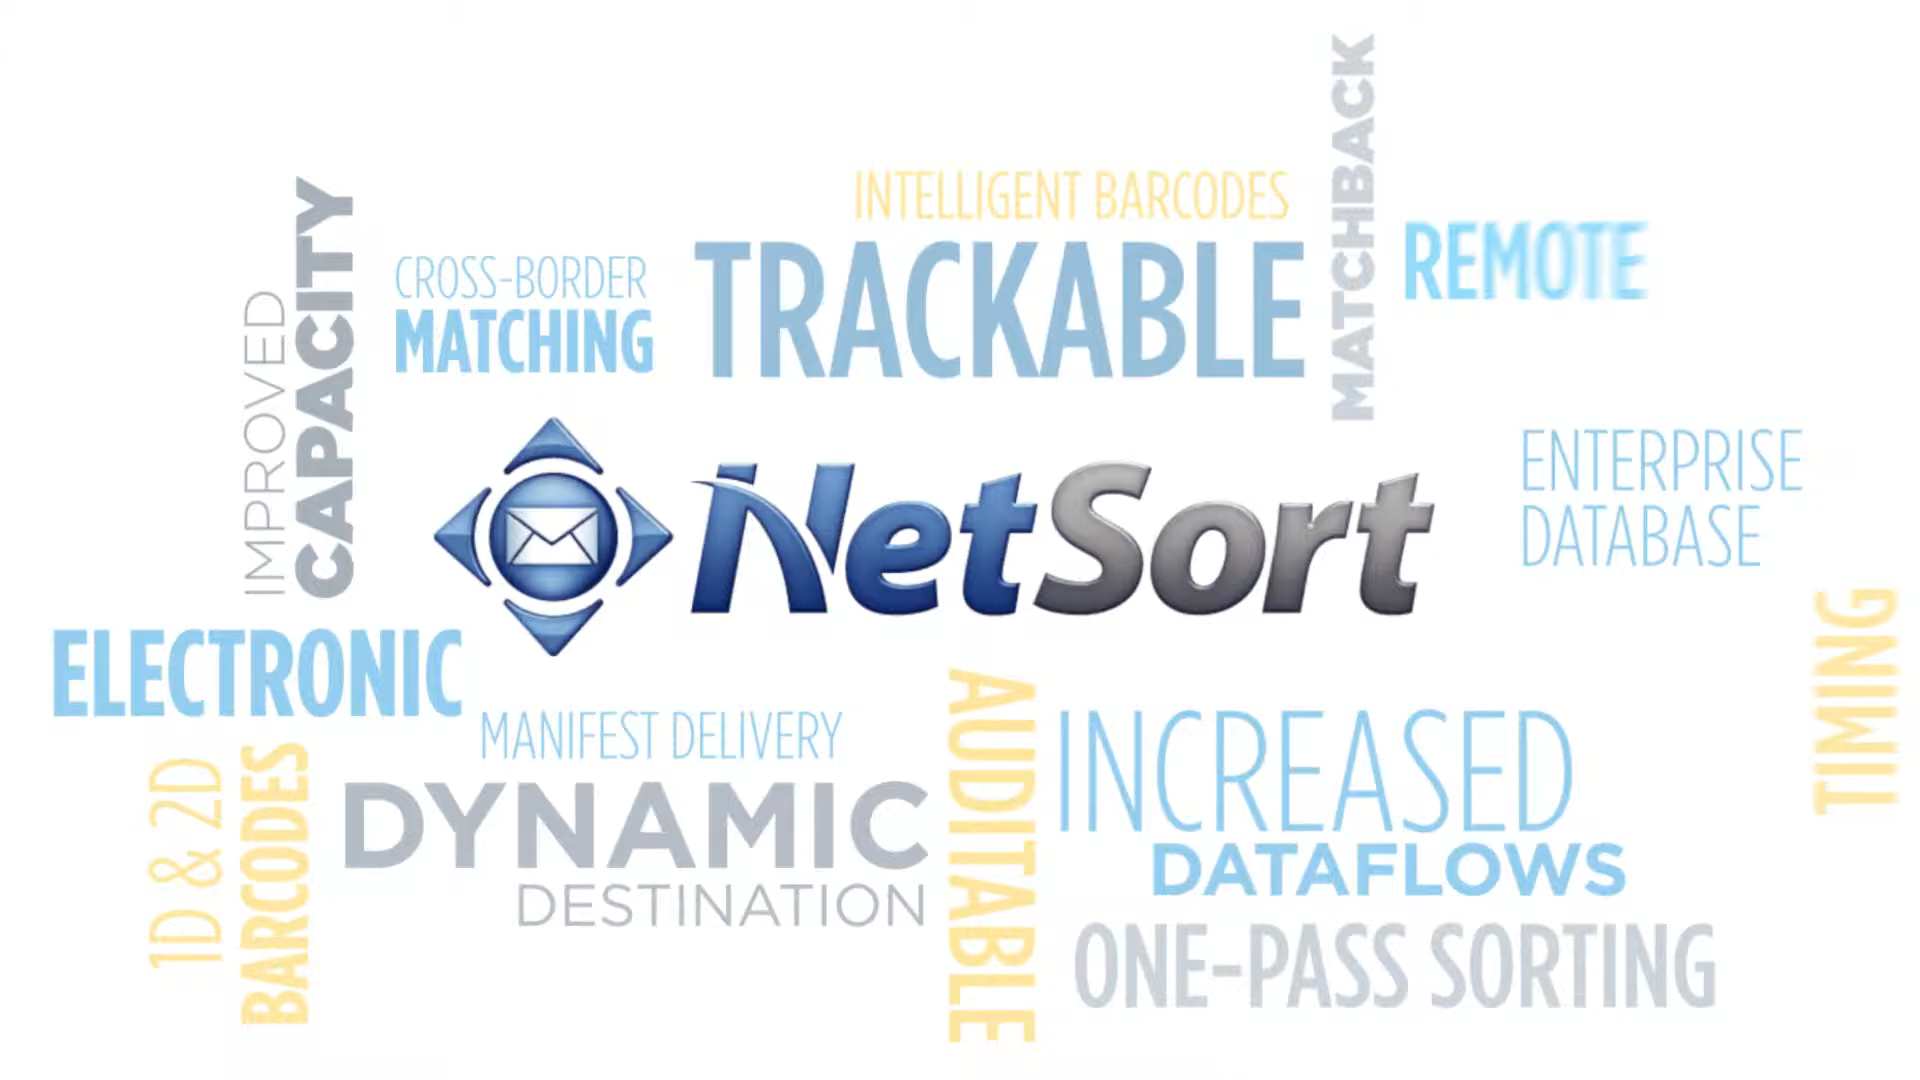 MATCHBACK
INTELLIGENT BARCODES
TRACKABLE
REMOTE
IMPROVED
CAPACITY
CROSS-BORDER
MATCHING
NetSort
ENTERPRISE
DATABASE
TIMING
ELECTRONIC
MANIFEST DELIVERY
1D & 2D
BARCODES
DYNAMIC
DESTINATION
AUDITABLE
INCREASED
DATAFLOWS
ONE-PASS SORTING